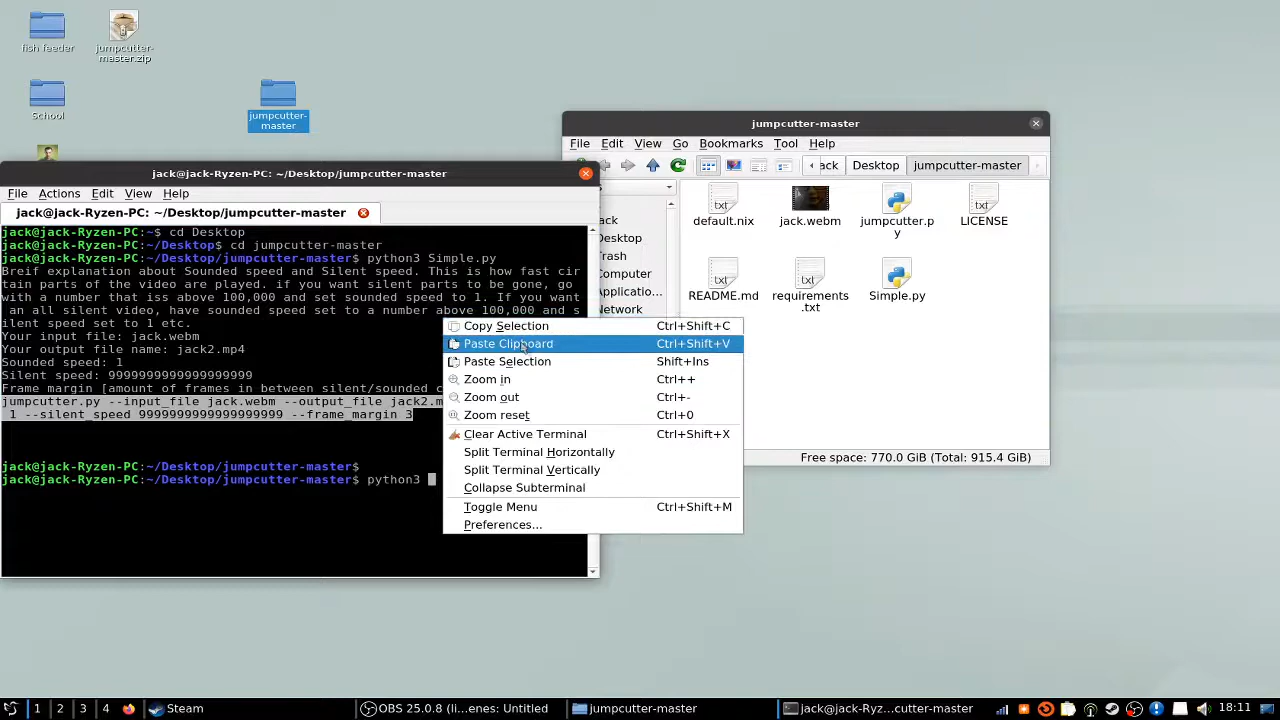 fish feeder
jumpcutter-
master.zip
School
jumpcutter-
master
jumpcutter-master
File Edit View Go Bookmarks Tool Help
ack Desktop jumpcutter-master
ack
Desktop
Trash
Computer
Applicatio...
Network
default.nix
jack.webm
jumpcutter.p
y
LICENSE
README.md
requirements
.txt
Simple.py
Free space: 770.0 GiB (Total: 915.4 GiB)
jack@jack-Ryzen-PC: ~/Desktop/jumpcutter-master
File Actions Edit View Help
jack@jack-Ryzen-PC: ~/Desktop/jumpcutter-master
jack@jack-Ryzen-PC:~$ cd Desktop
jack@jack-Ryzen-PC:~/Desktop$ cd jumpcutter-master
jack@jack-Ryzen-PC:~/Desktop/jumpcutter-master$ python3 Simple.py
Breif explanation about Sounded speed and Silent speed. This is how fast cir
tain parts of the video are played. if you want silent parts to be gone, go
with a number that iss above 100,000 and set sounded speed to 1. If you want
an all silent video, have sounded speed set to a number above 100,000 and s
ilent speed set to 1 etc.
Your input file: jack.webm
Your output file name: jack2.mp4
Sounded speed: 1
Silent speed: 9999999999999999999
Frame margin [amount of frames in between silent/sounded c
jumpcutter.py --input_file jack.webm --output_file jack2.m
1 --silent_speed 9999999999999999999 --frame_margin 3
jack@jack-Ryzen-PC:~/Desktop/jumpcutter-master$
jack@jack-Ryzen-PC:~/Desktop/jumpcutter-master$ python3
Copy Selection Ctrl+Shift+C
Paste Clipboard Ctrl+Shift+V
Paste Selection Shift+Ins
Zoom in Ctrl++
Zoom out Ctrl+-
Zoom reset Ctrl+0
Clear Active Terminal Ctrl+Shift+X
Split Terminal Horizontally
Split Terminal Vertically
Collapse Subterminal
Toggle Menu Ctrl+Shift+M
Preferences...
1 2 3 4 Steam OBS 25.0.8 (li...enes: Untitled jumpcutter-master jack@jack-Ryz...cutter-master 18:11